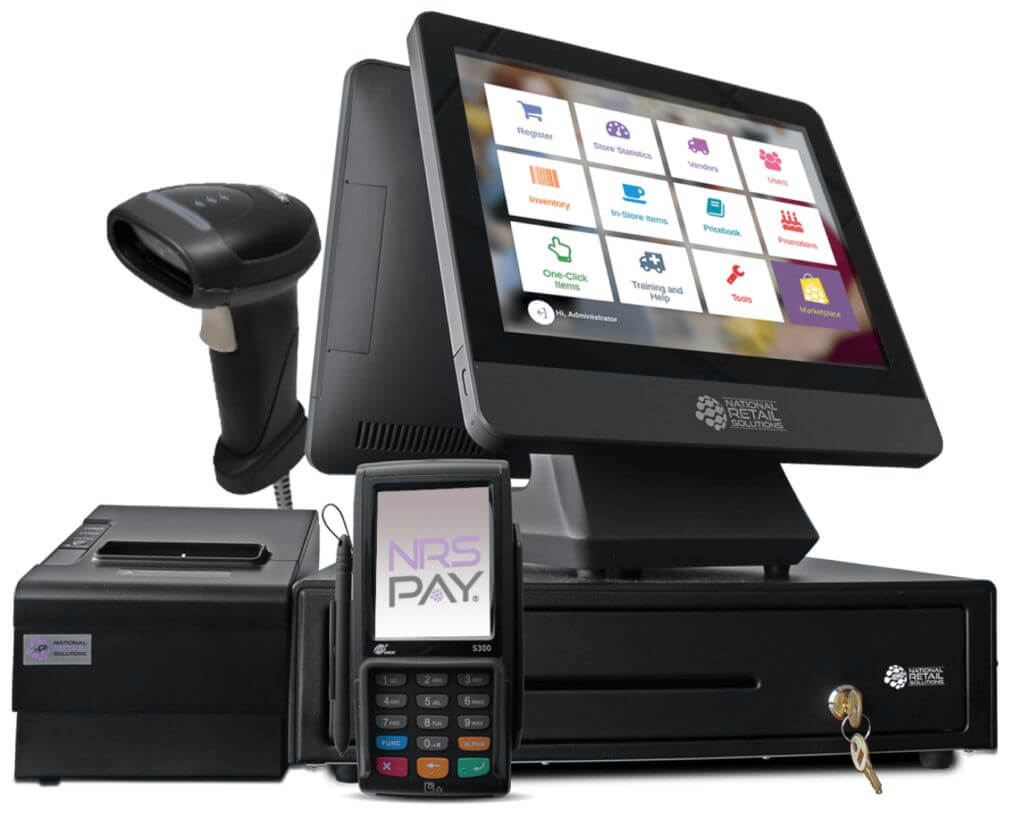 Register
Store Statistics
Vendors
Users
Inventory
In-Store Items
Pricebook
Promotions
One-Click
Items
Training and
Help
Tools
Marketplace
Hi, Administrator
NATIONAL
RETAIL
SOLUTIONS
NRS
PAY®
S300
1
2 ABC
3 DEF
4 GHI
5 JKL
6 MNO
7 PRS
8 TUV
9 WXY
FUNC
0
ALPHA
NATIONAL
RETAIL
SOLUTIONS
NATIONAL
RETAIL
SOLUTIONS